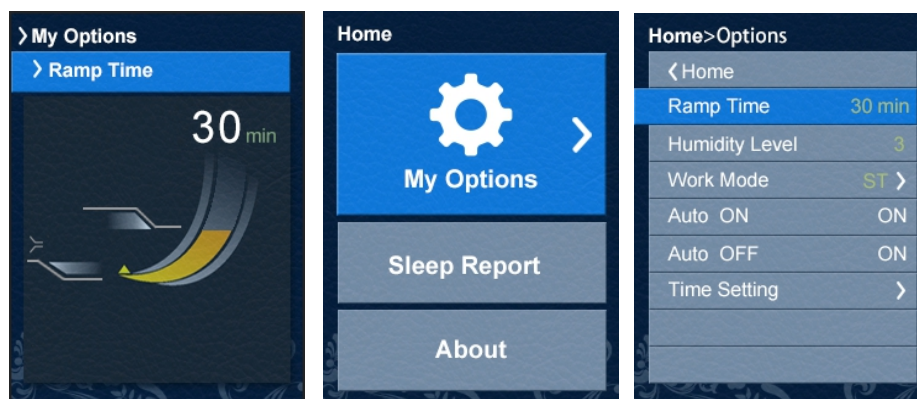 My Options
Ramp Time
30 min
Home
My Options
Sleep Report
About
Home>Options
Home
Ramp Time 30 min
Humidity Level 3
Work Mode ST
Auto ON ON
Auto OFF ON
Time Setting